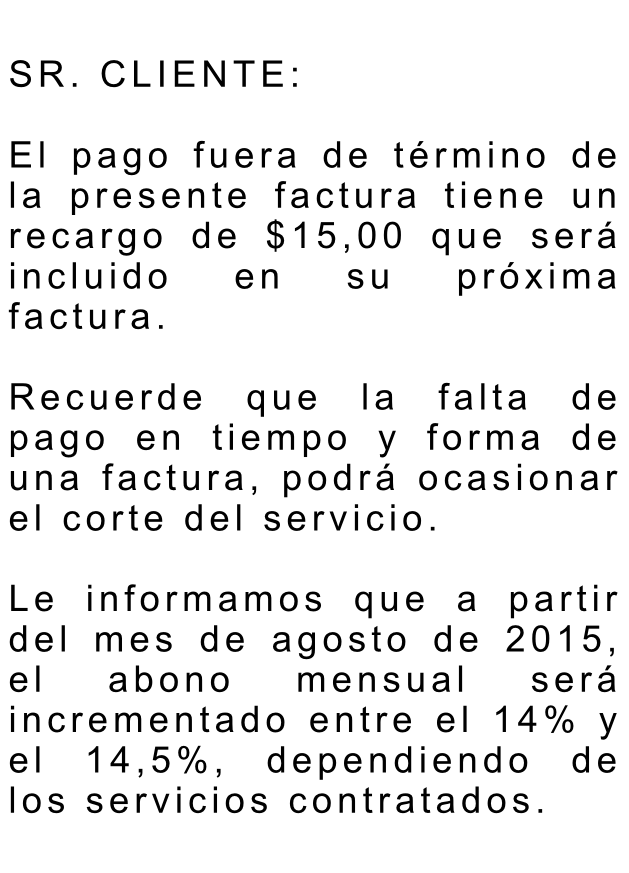 SR. CLIENTE:
El pago fuera de término de
la presente factura tiene un
recargo de $15,00 que será
incluido en su próxima
factura.
Recuerde que la falta de
pago en tiempo y forma de
una factura, podrá ocasionar
el corte del servicio.
Le informamos que a partir
del mes de agosto de 2015,
el abono mensual será
incrementado entre el 14% y
el 14,5%, dependiendo de
los servicios contratados.